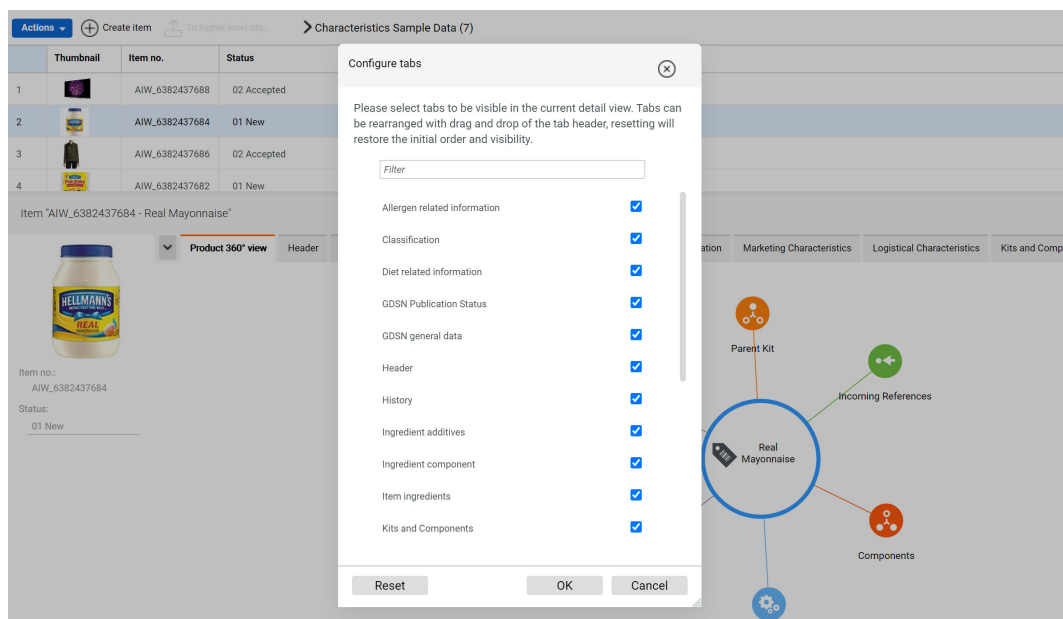 Actions
Create item
To higher-level obj...
Characteristics Sample Data (7)
Thumbnail Item no. Status
1 AIW_6382437688 02 Accepted
2 AIW_6382437684 01 New
3 AIW_6382437686 02 Accepted
4 AIW_6382437682 01 New
Item "AIW_6382437684 - Real Mayonnaise"
Product 360° view
Header
ation
Marketing Characteristics
Logistical Characteristics
Kits and Comp
HELLMANN'S
REAL
Item no.:
AIW_6382437684
Status:
01 New
Configure tabs
Please select tabs to be visible in the current detail view. Tabs can
be rearranged with drag and drop of the tab header, resetting will
restore the initial order and visibility.
Filter
Allergen related information
Classification
Diet related information
GDSN Publication Status
GDSN general data
Header
History
Ingredient additives
Ingredient component
Item ingredients
Kits and Components
Reset
OK
Cancel
Parent Kit
Incoming References
Real
Mayonnaise
Components